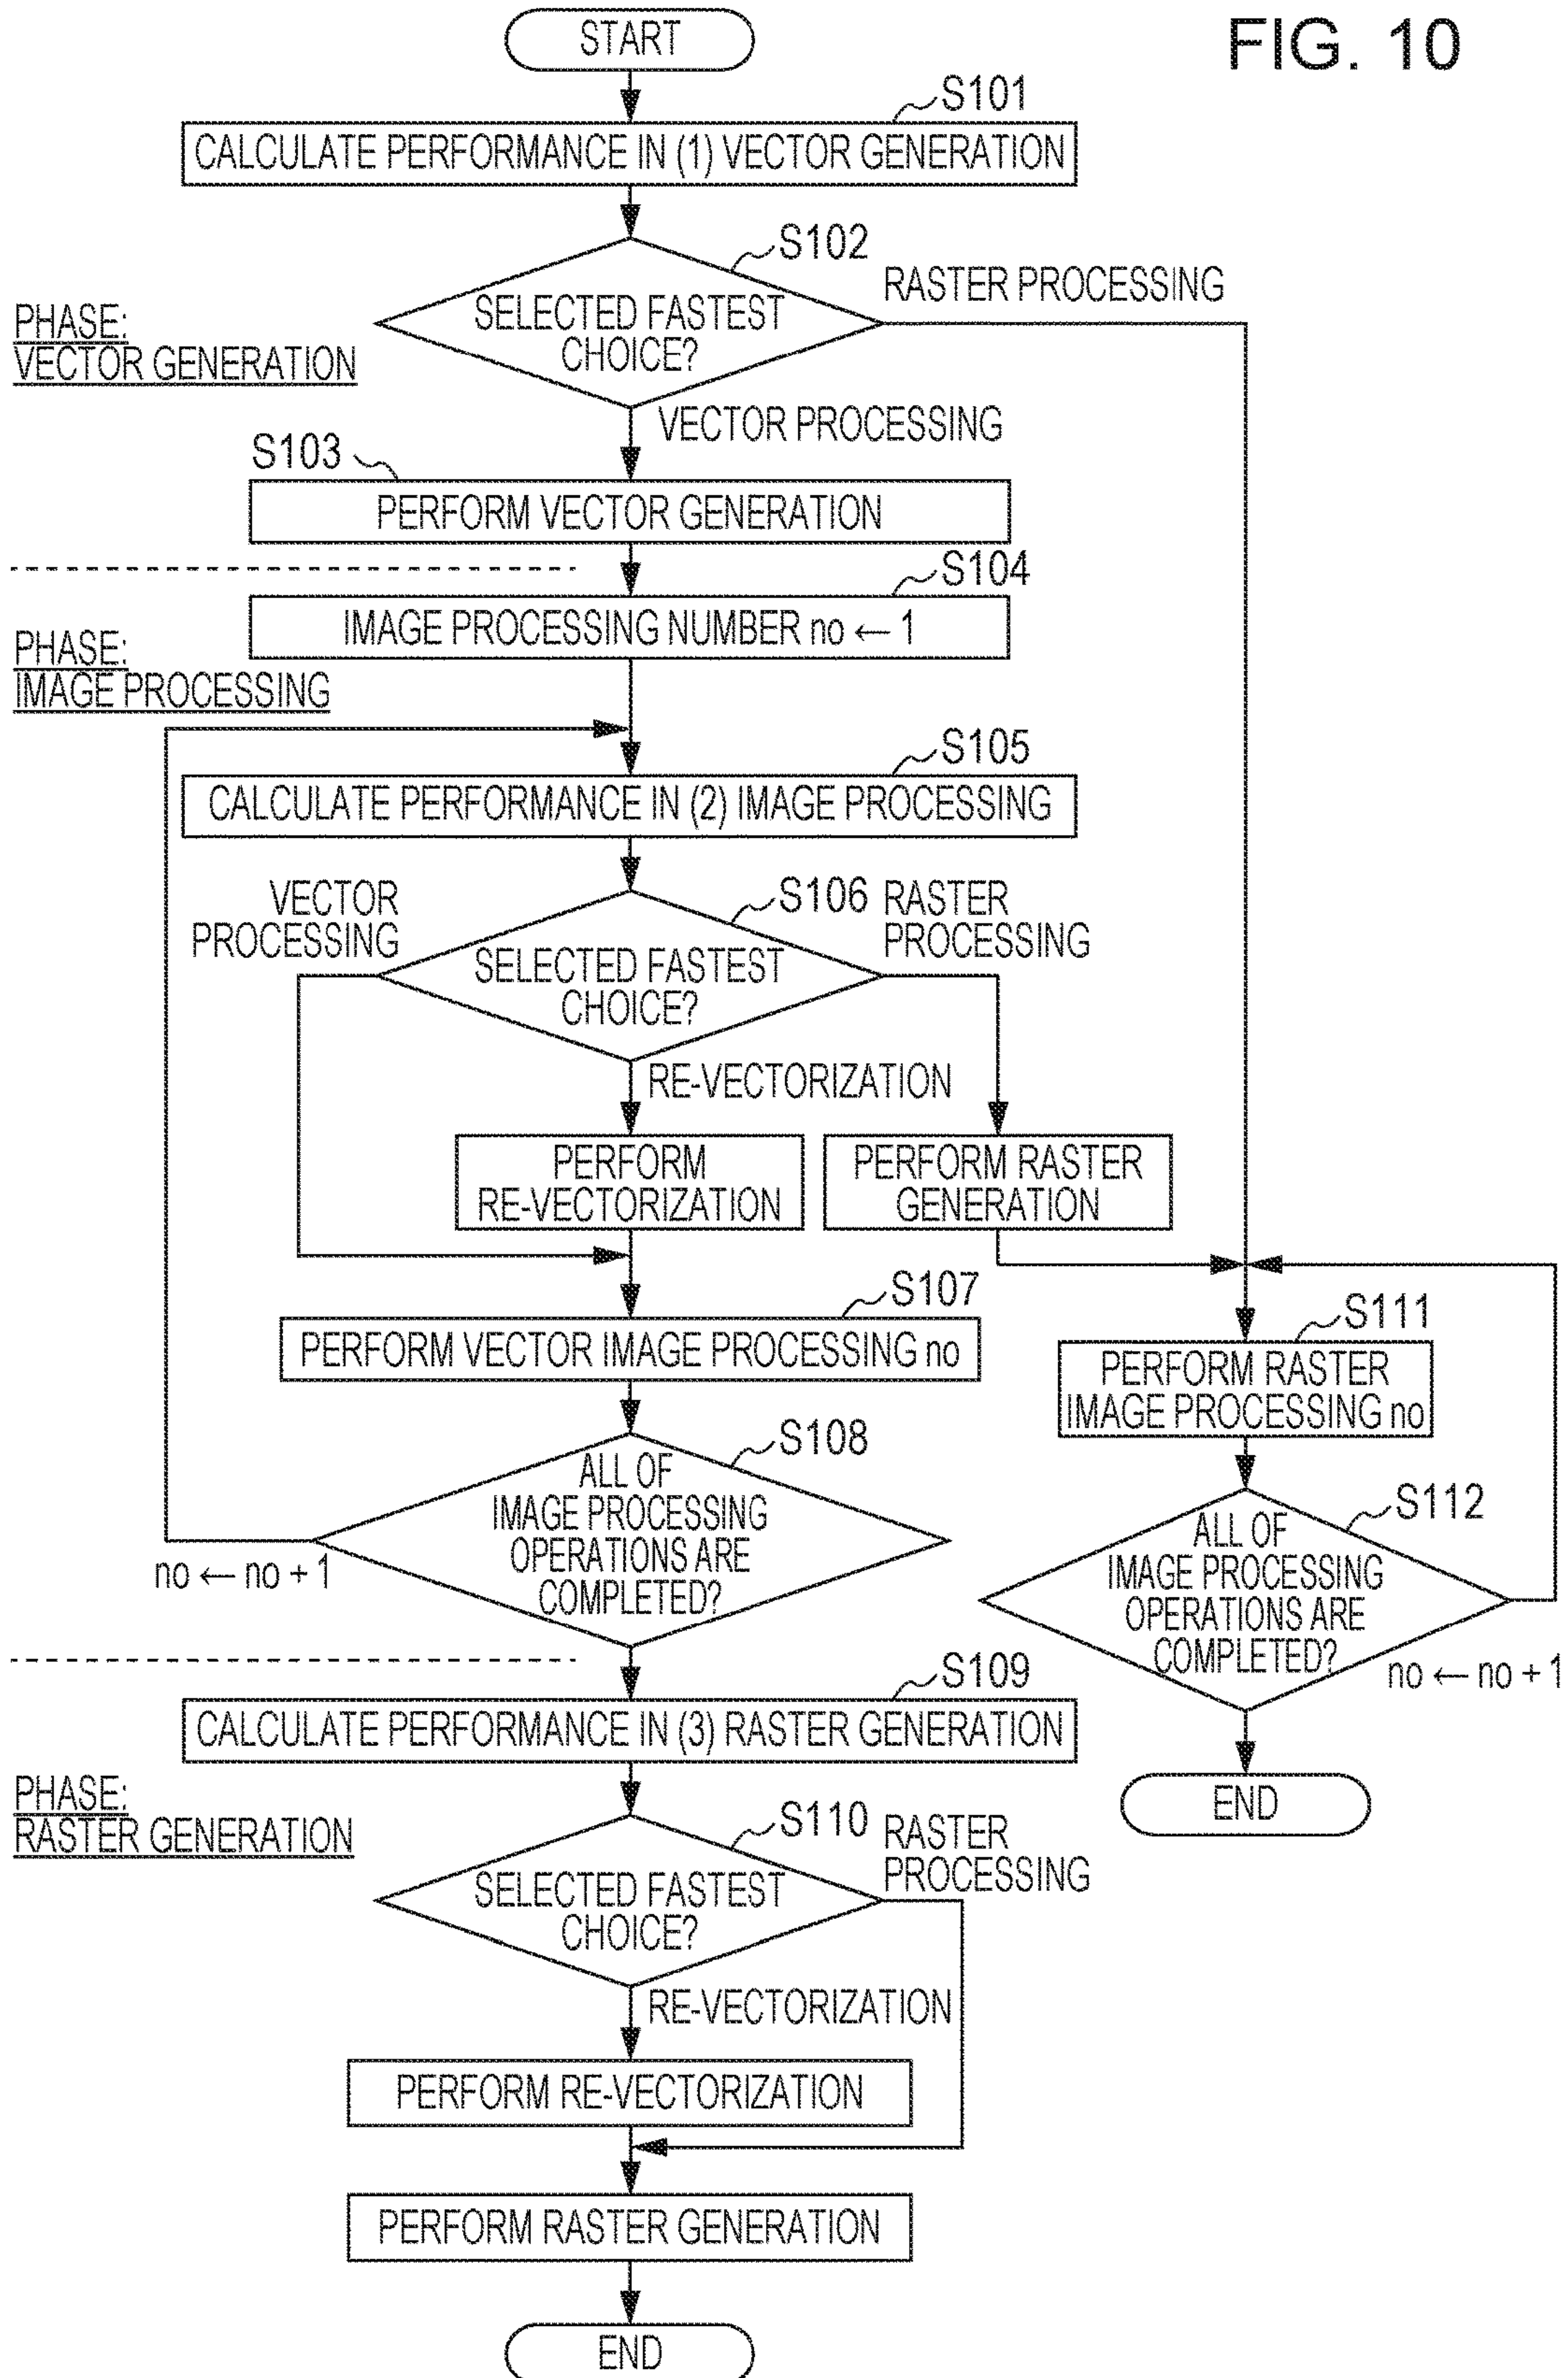 FIG. 10
START
S101
CALCULATE PERFORMANCE IN (1) VECTOR GENERATION
S102
RASTER PROCESSING
SELECTED FASTEST
CHOICE?
PHASE:
VECTOR GENERATION
VECTOR PROCESSING
S103
PERFORM VECTOR GENERATION
S104
IMAGE PROCESSING NUMBER no ← 1
PHASE:
IMAGE PROCESSING
S105
CALCULATE PERFORMANCE IN (2) IMAGE PROCESSING
VECTOR
PROCESSING
S106
RASTER
PROCESSING
SELECTED FASTEST
CHOICE?
RE-VECTORIZATION
PERFORM
RE-VECTORIZATION
PERFORM RASTER
GENERATION
S107
PERFORM VECTOR IMAGE PROCESSING no
S111
PERFORM RASTER
IMAGE PROCESSING no
S108
ALL OF
IMAGE PROCESSING
OPERATIONS ARE
COMPLETED?
no ← no + 1
S112
ALL OF
IMAGE PROCESSING
OPERATIONS ARE
COMPLETED?
no ← no + 1
END
S109
CALCULATE PERFORMANCE IN (3) RASTER GENERATION
PHASE:
RASTER GENERATION
S110
RASTER
PROCESSING
SELECTED FASTEST
CHOICE?
RE-VECTORIZATION
PERFORM RE-VECTORIZATION
PERFORM RASTER GENERATION
END